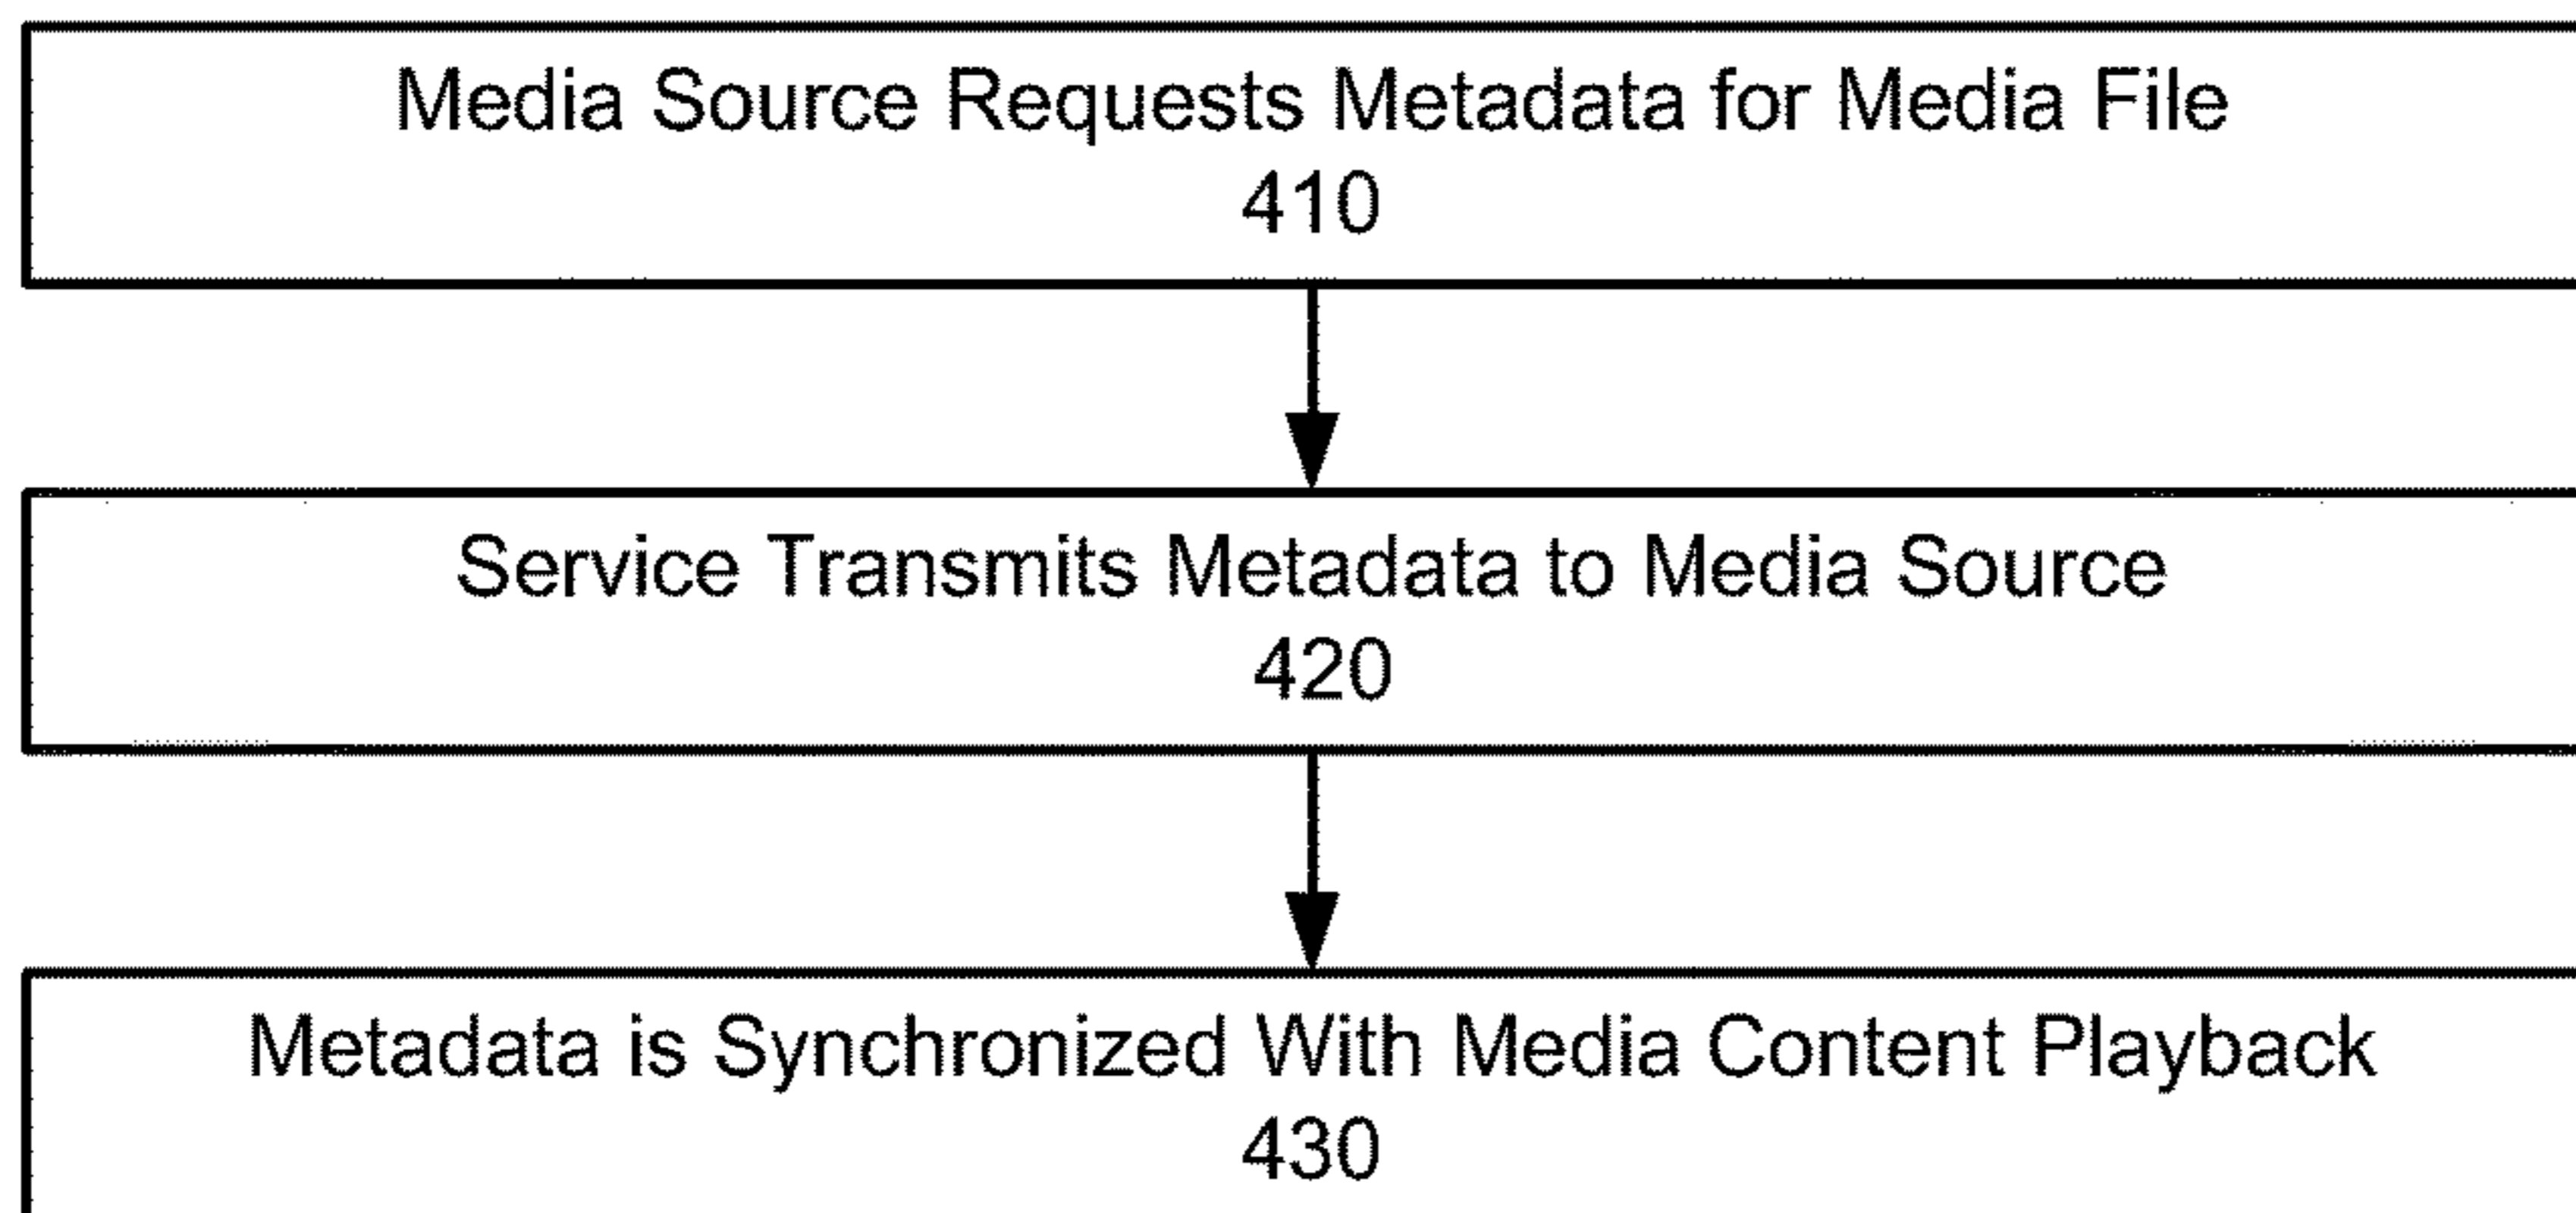 Media Source Requests Metadata for Media File
410
Service Transmits Metadata to Media Source
420
Metadata is Synchronized With Media Content Playback
430